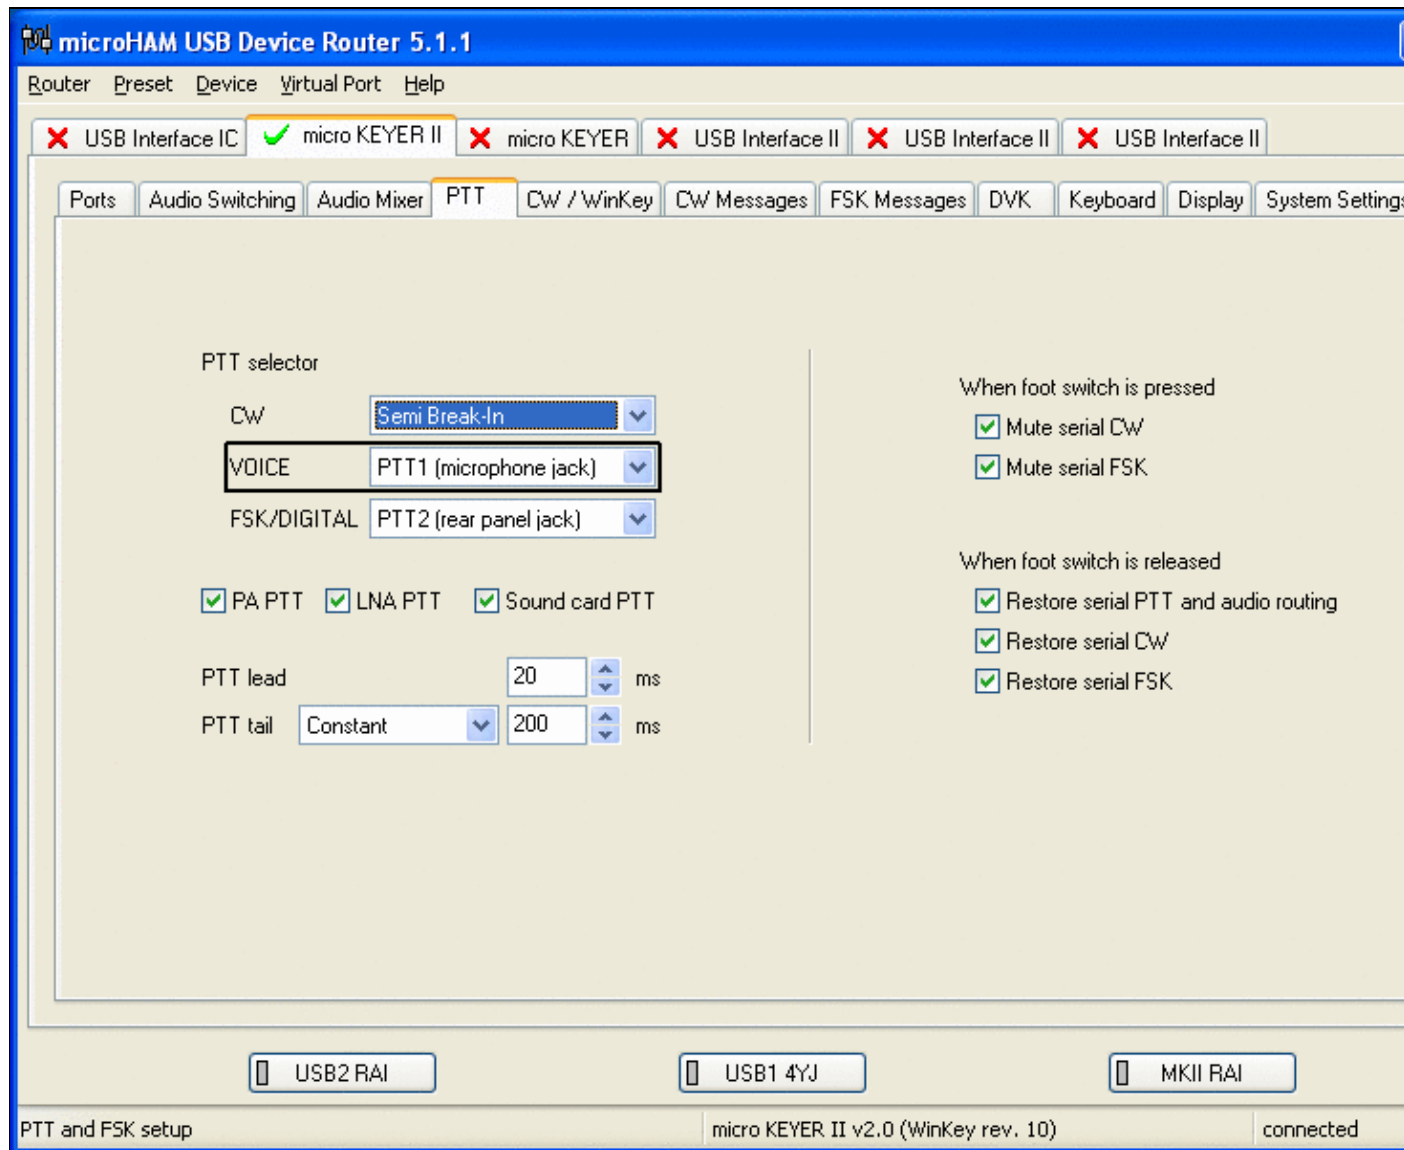 microHAM USB Device Router 5.1.1
Router Preset Device Virtual Port Help
USB Interface IC micro KEYER II micro KEYER USB Interface II USB Interface II USB Interface II
Ports Audio Switching Audio Mixer PTT CW / WinKey CW Messages FSK Messages DVK Keyboard Display System Settings
PTT selector
CW Semi Break-In
VOICE PTT1 (microphone jack)
FSK/DIGITAL PTT2 (rear panel jack)
PA PTT LNA PTT Sound card PTT
PTT lead 20 ms
PTT tail Constant 200 ms
When foot switch is pressed
Mute serial CW
Mute serial FSK
When foot switch is released
Restore serial PTT and audio routing
Restore serial CW
Restore serial FSK
USB2 RAI USB1 4YJ MKII RAI
PTT and FSK setup micro KEYER II v2.0 (WinKey rev. 10) connected